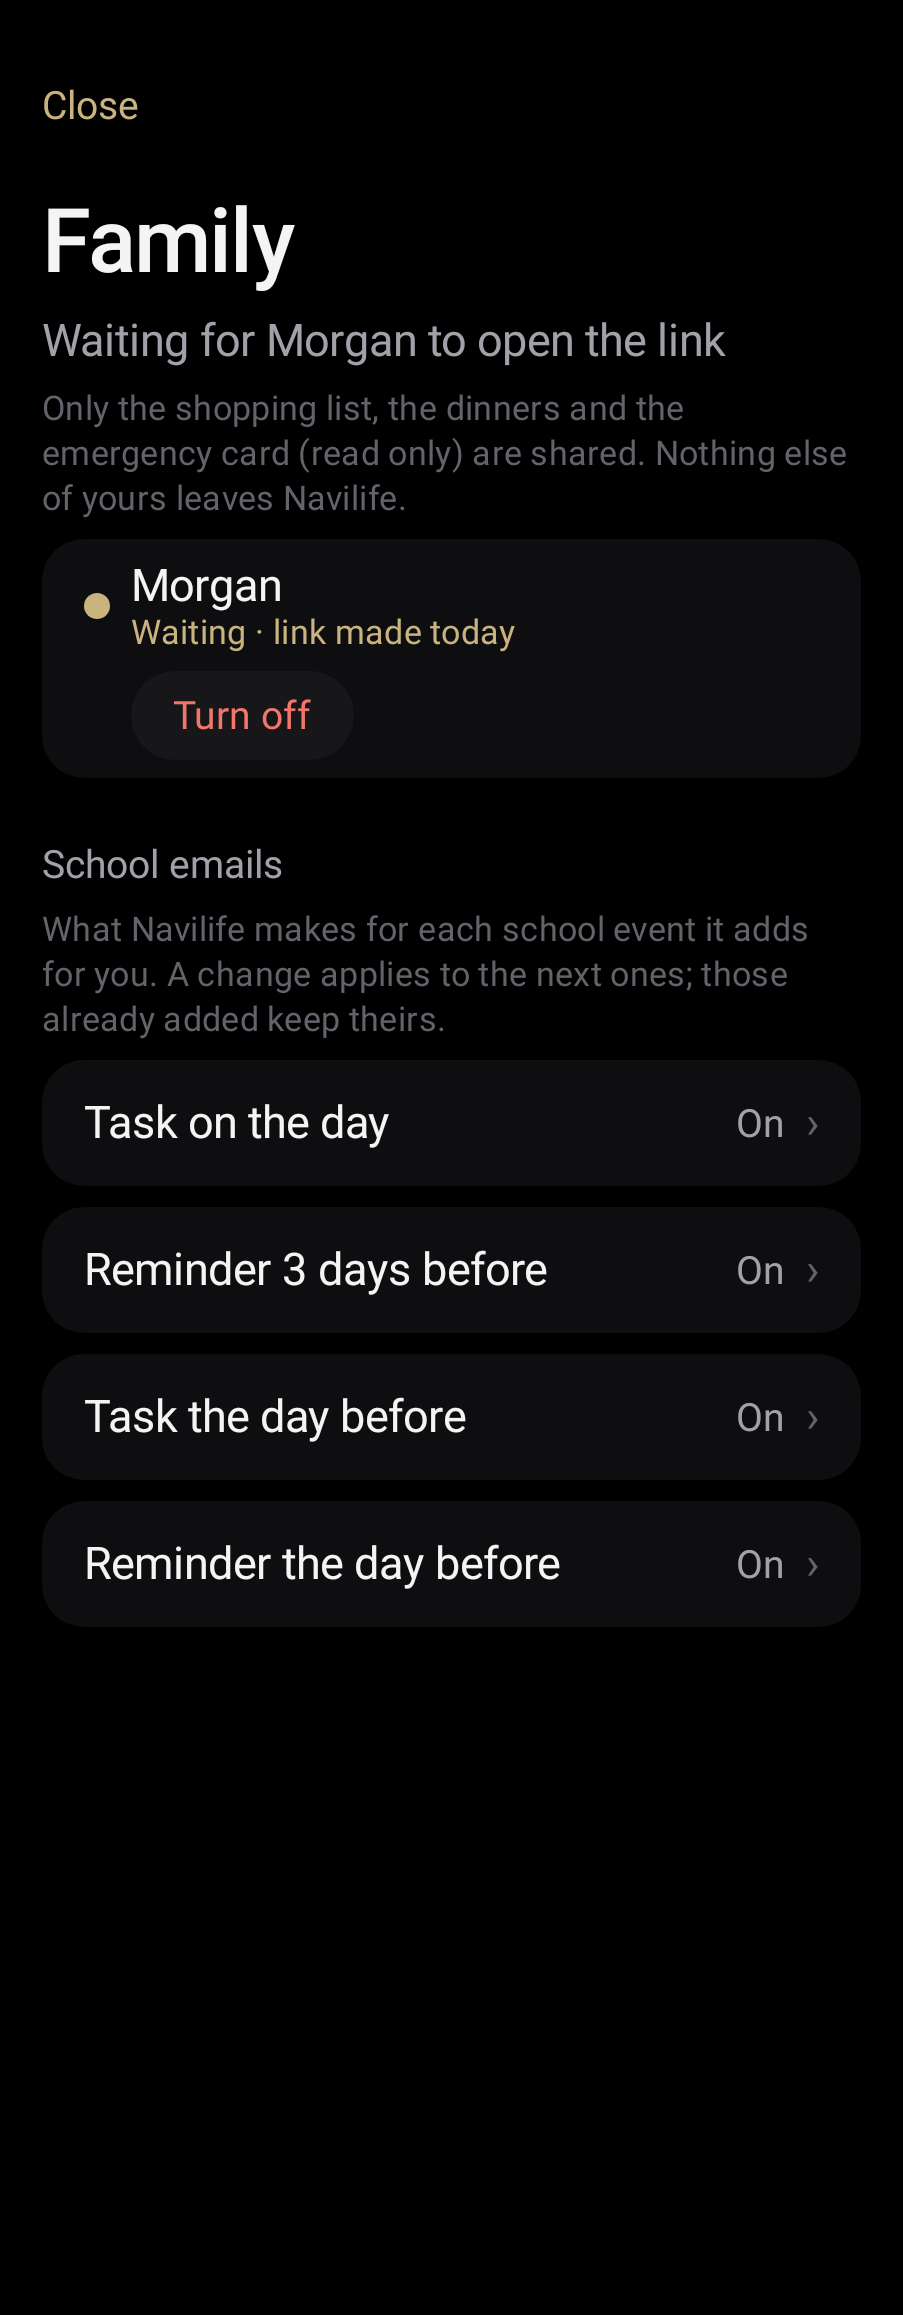 Close
Family
Waiting for Morgan to open the link
Only the shopping list, the dinners and the
emergency card (read only) are shared. Nothing else
of yours leaves Navilife.
Morgan
Waiting · link made today
Turn off
School emails
What Navilife makes for each school event it adds
for you. A change applies to the next ones; those
already added keep theirs.
Task on the day On ›
Reminder 3 days before On ›
Task the day before On ›
Reminder the day before On ›